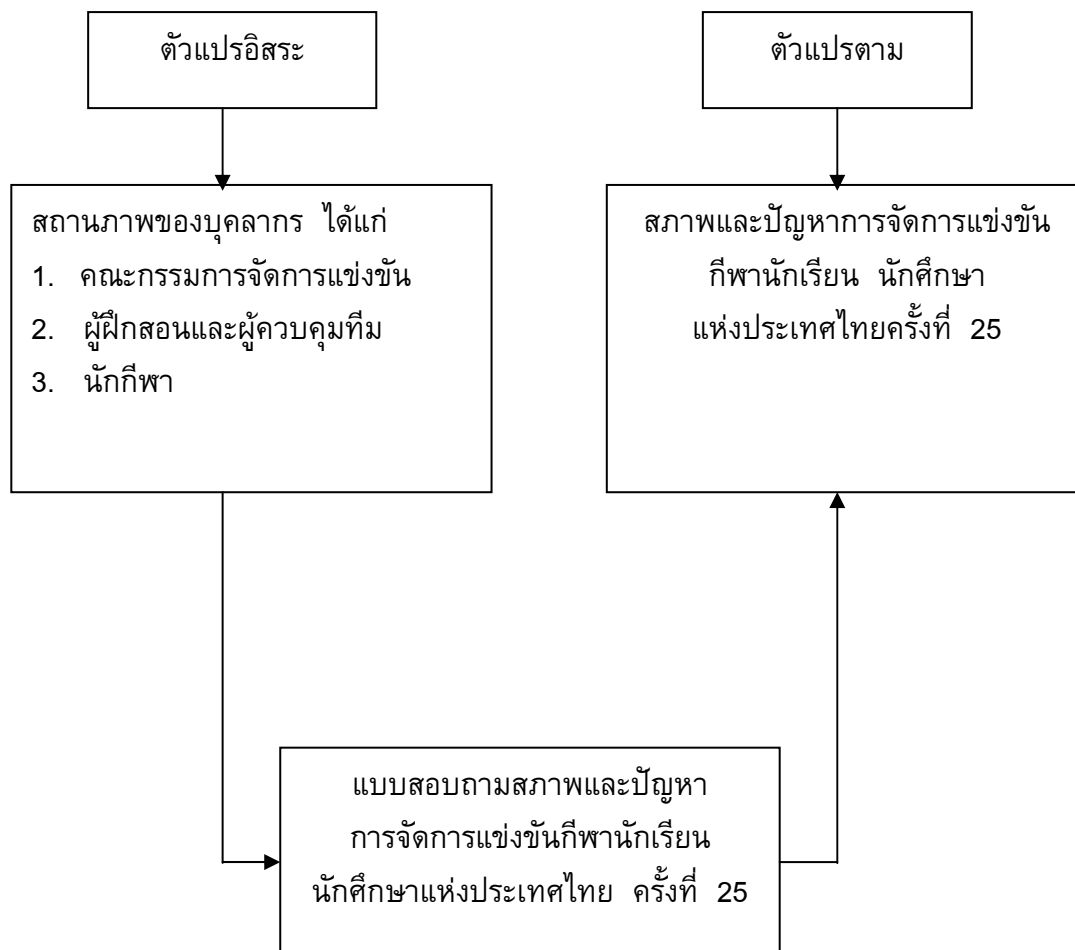 ตัวแปรอิสระ
ตัวแปรตาม
สถานภาพของบุคลากร ได้แก่
1. คณะกรรมการจัดการแข่งขัน
2. ผู้ฝึกสอนและผู้ควบคุมทีม
3. นักกีฬา
สภาพและปัญหาการจัดการแข่งขัน
กีฬานักเรียน นักศึกษา
แห่งประเทศไทยครั้งที่ 25
แบบสอบถามสภาพและปัญหา
การจัดการแข่งขันกีฬานักเรียน
นักศึกษาแห่งประเทศไทย ครั้งที่ 25